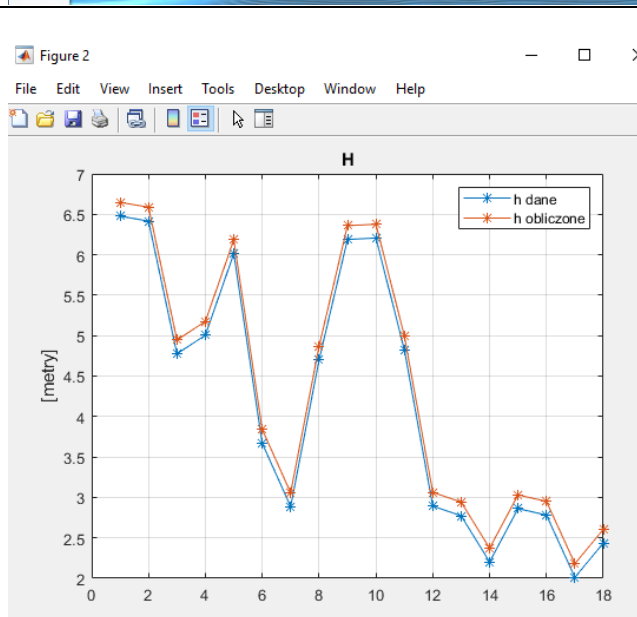 Figure 2
File Edit View Insert Tools Desktop Window Help
H
7
h dane
h obliczone
6.5
6
5.5
5
[metry]
4.5
4
3.5
3
2.5
2
0 2 4 6 8 10 12 14 16 18